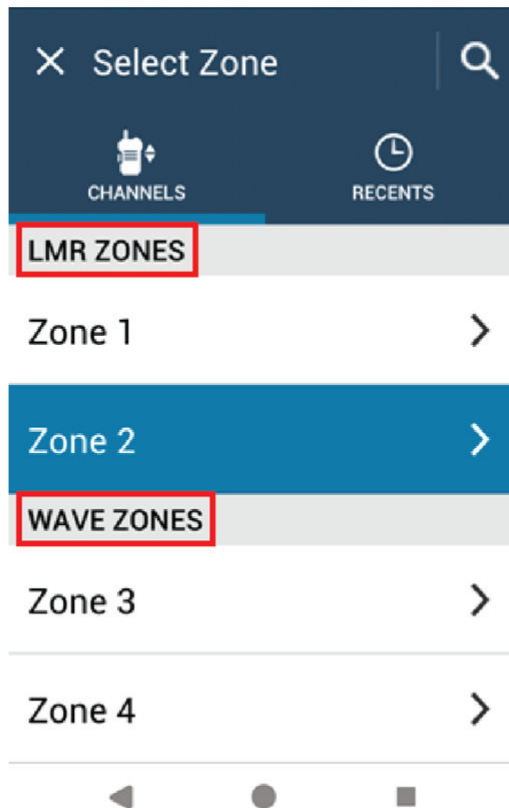 Select Zone
CHANNELS
RECENTS
LMR ZONES
Zone 1
Zone 2
WAVE ZONES
Zone 3
Zone 4